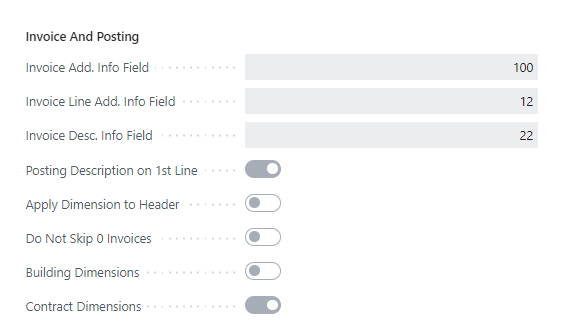 Invoice And Posting
Invoice Add. Info Field 100
Invoice Line Add. Info Field 12
Invoice Desc. Info Field 22
Posting Description on 1st Line
Apply Dimension to Header
Do Not Skip 0 Invoices
Building Dimensions
Contract Dimensions